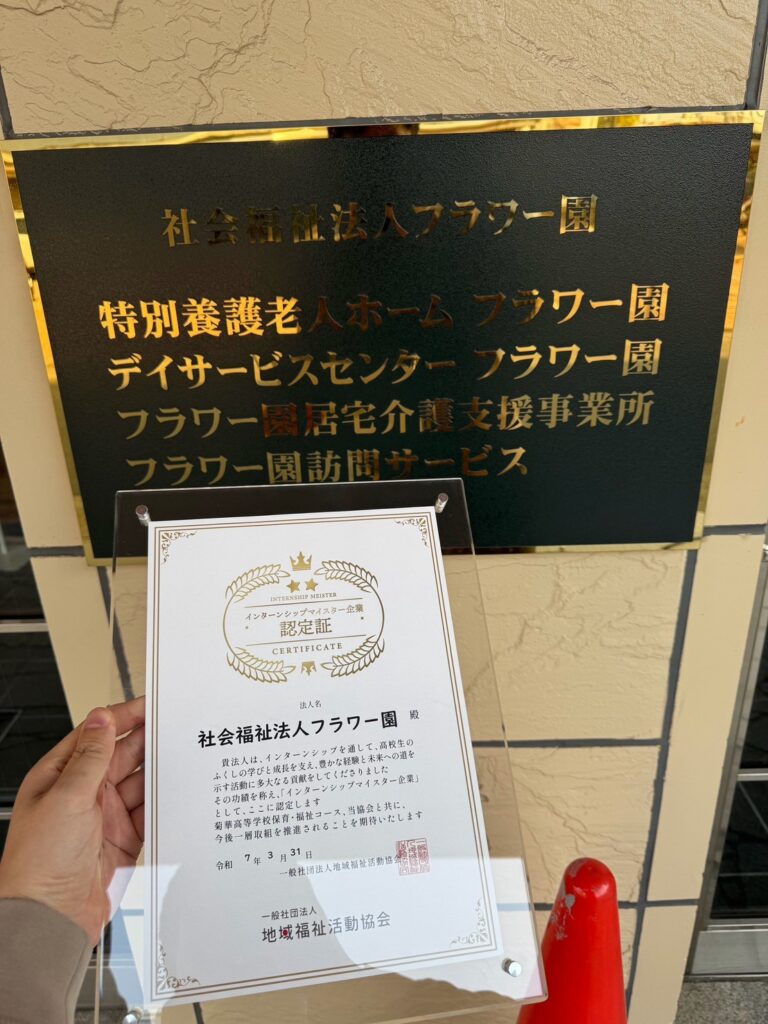 社会福祉法人フラワー園
特別養護老人ホーム フラワー園
デイサービスセンター フラワー園
フラワー園居宅介護支援事業所
フラワー園訪問サービス
INTERNSHIP MEISTER
インターンシップマイスター企業
認定証
CERTIFICATE
法人名
社会福祉法人フラワー園 殿
貴法人は、インターンシップを通して、高校生の
ふくしの学びと成長を支え、豊かな経験と未来への道を
示す活動に多大なる貢献をしてくださりました
その功績を称え、「インターンシップマイスター企業」
として、ここに認定します
菊華高等学校保育・福祉コース、当協会と共に、
今後一層取組を推進されることを期待いたします
令和 7 年 3 月 31 日
一般社団法人地域福祉活動協会
一般社団法人
地域福祉活動協会